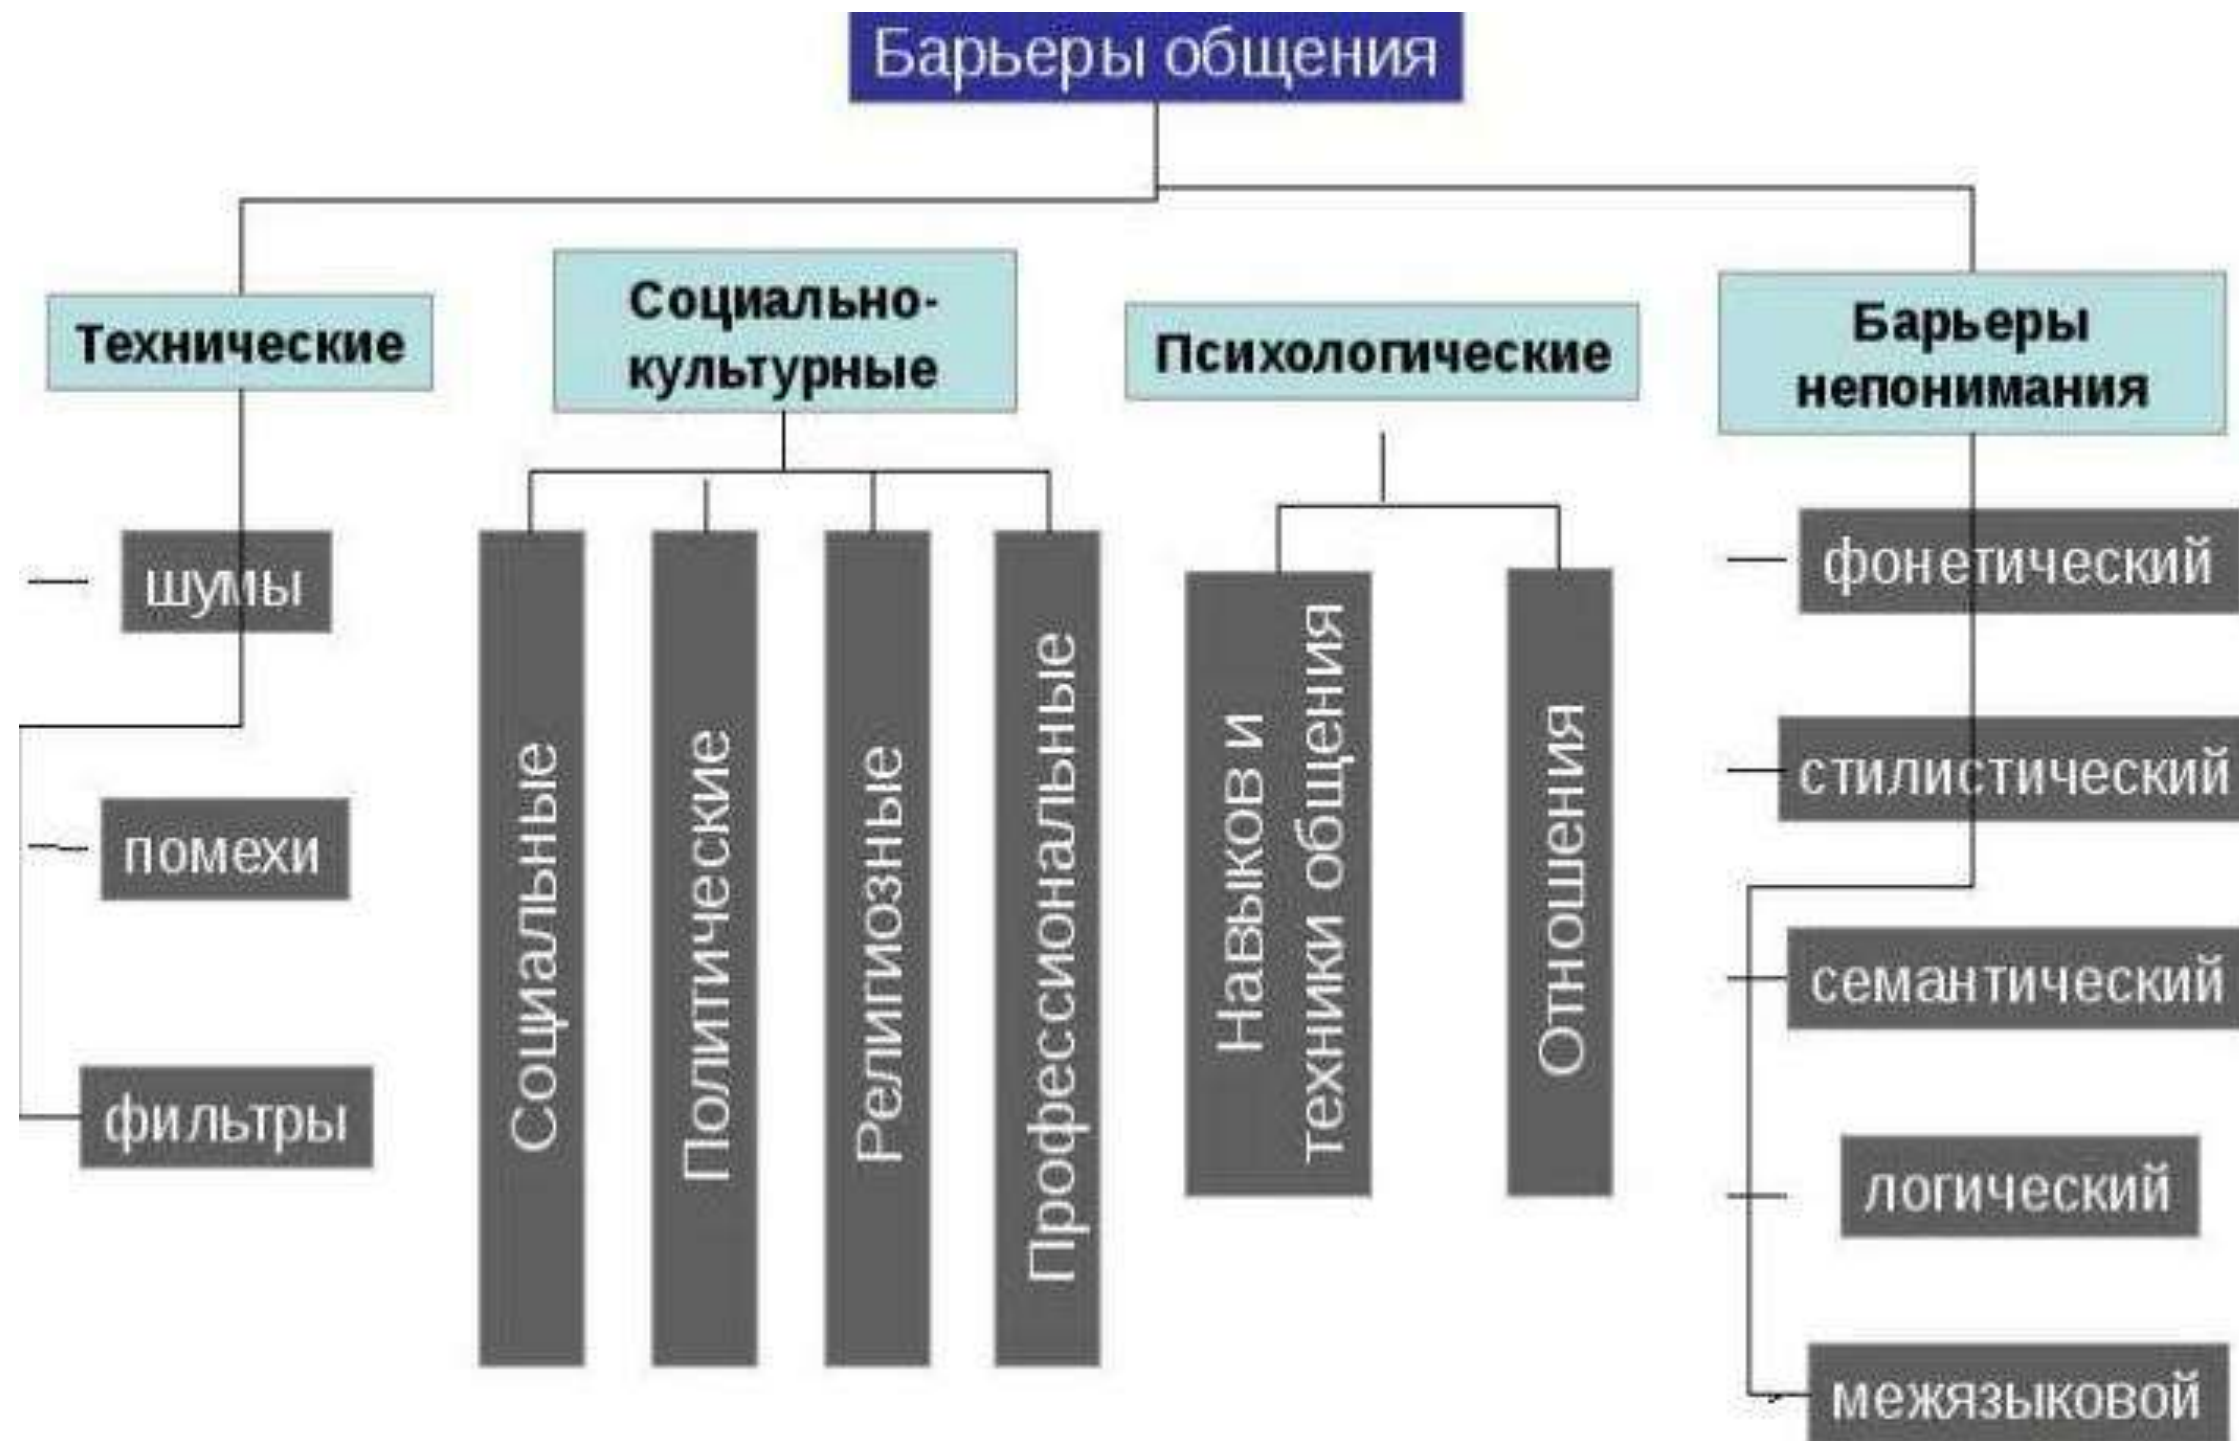 Барьеры общения
Технические
шумы
помехи
фильтры
Социально-
культурные
Социальные
Политические
Религиозные
Профессиональные
Психологические
Навыков и
техники общения
Отношения
Барьеры
непонимания
фонетический
стилистический
семантический
логический
межязыковой